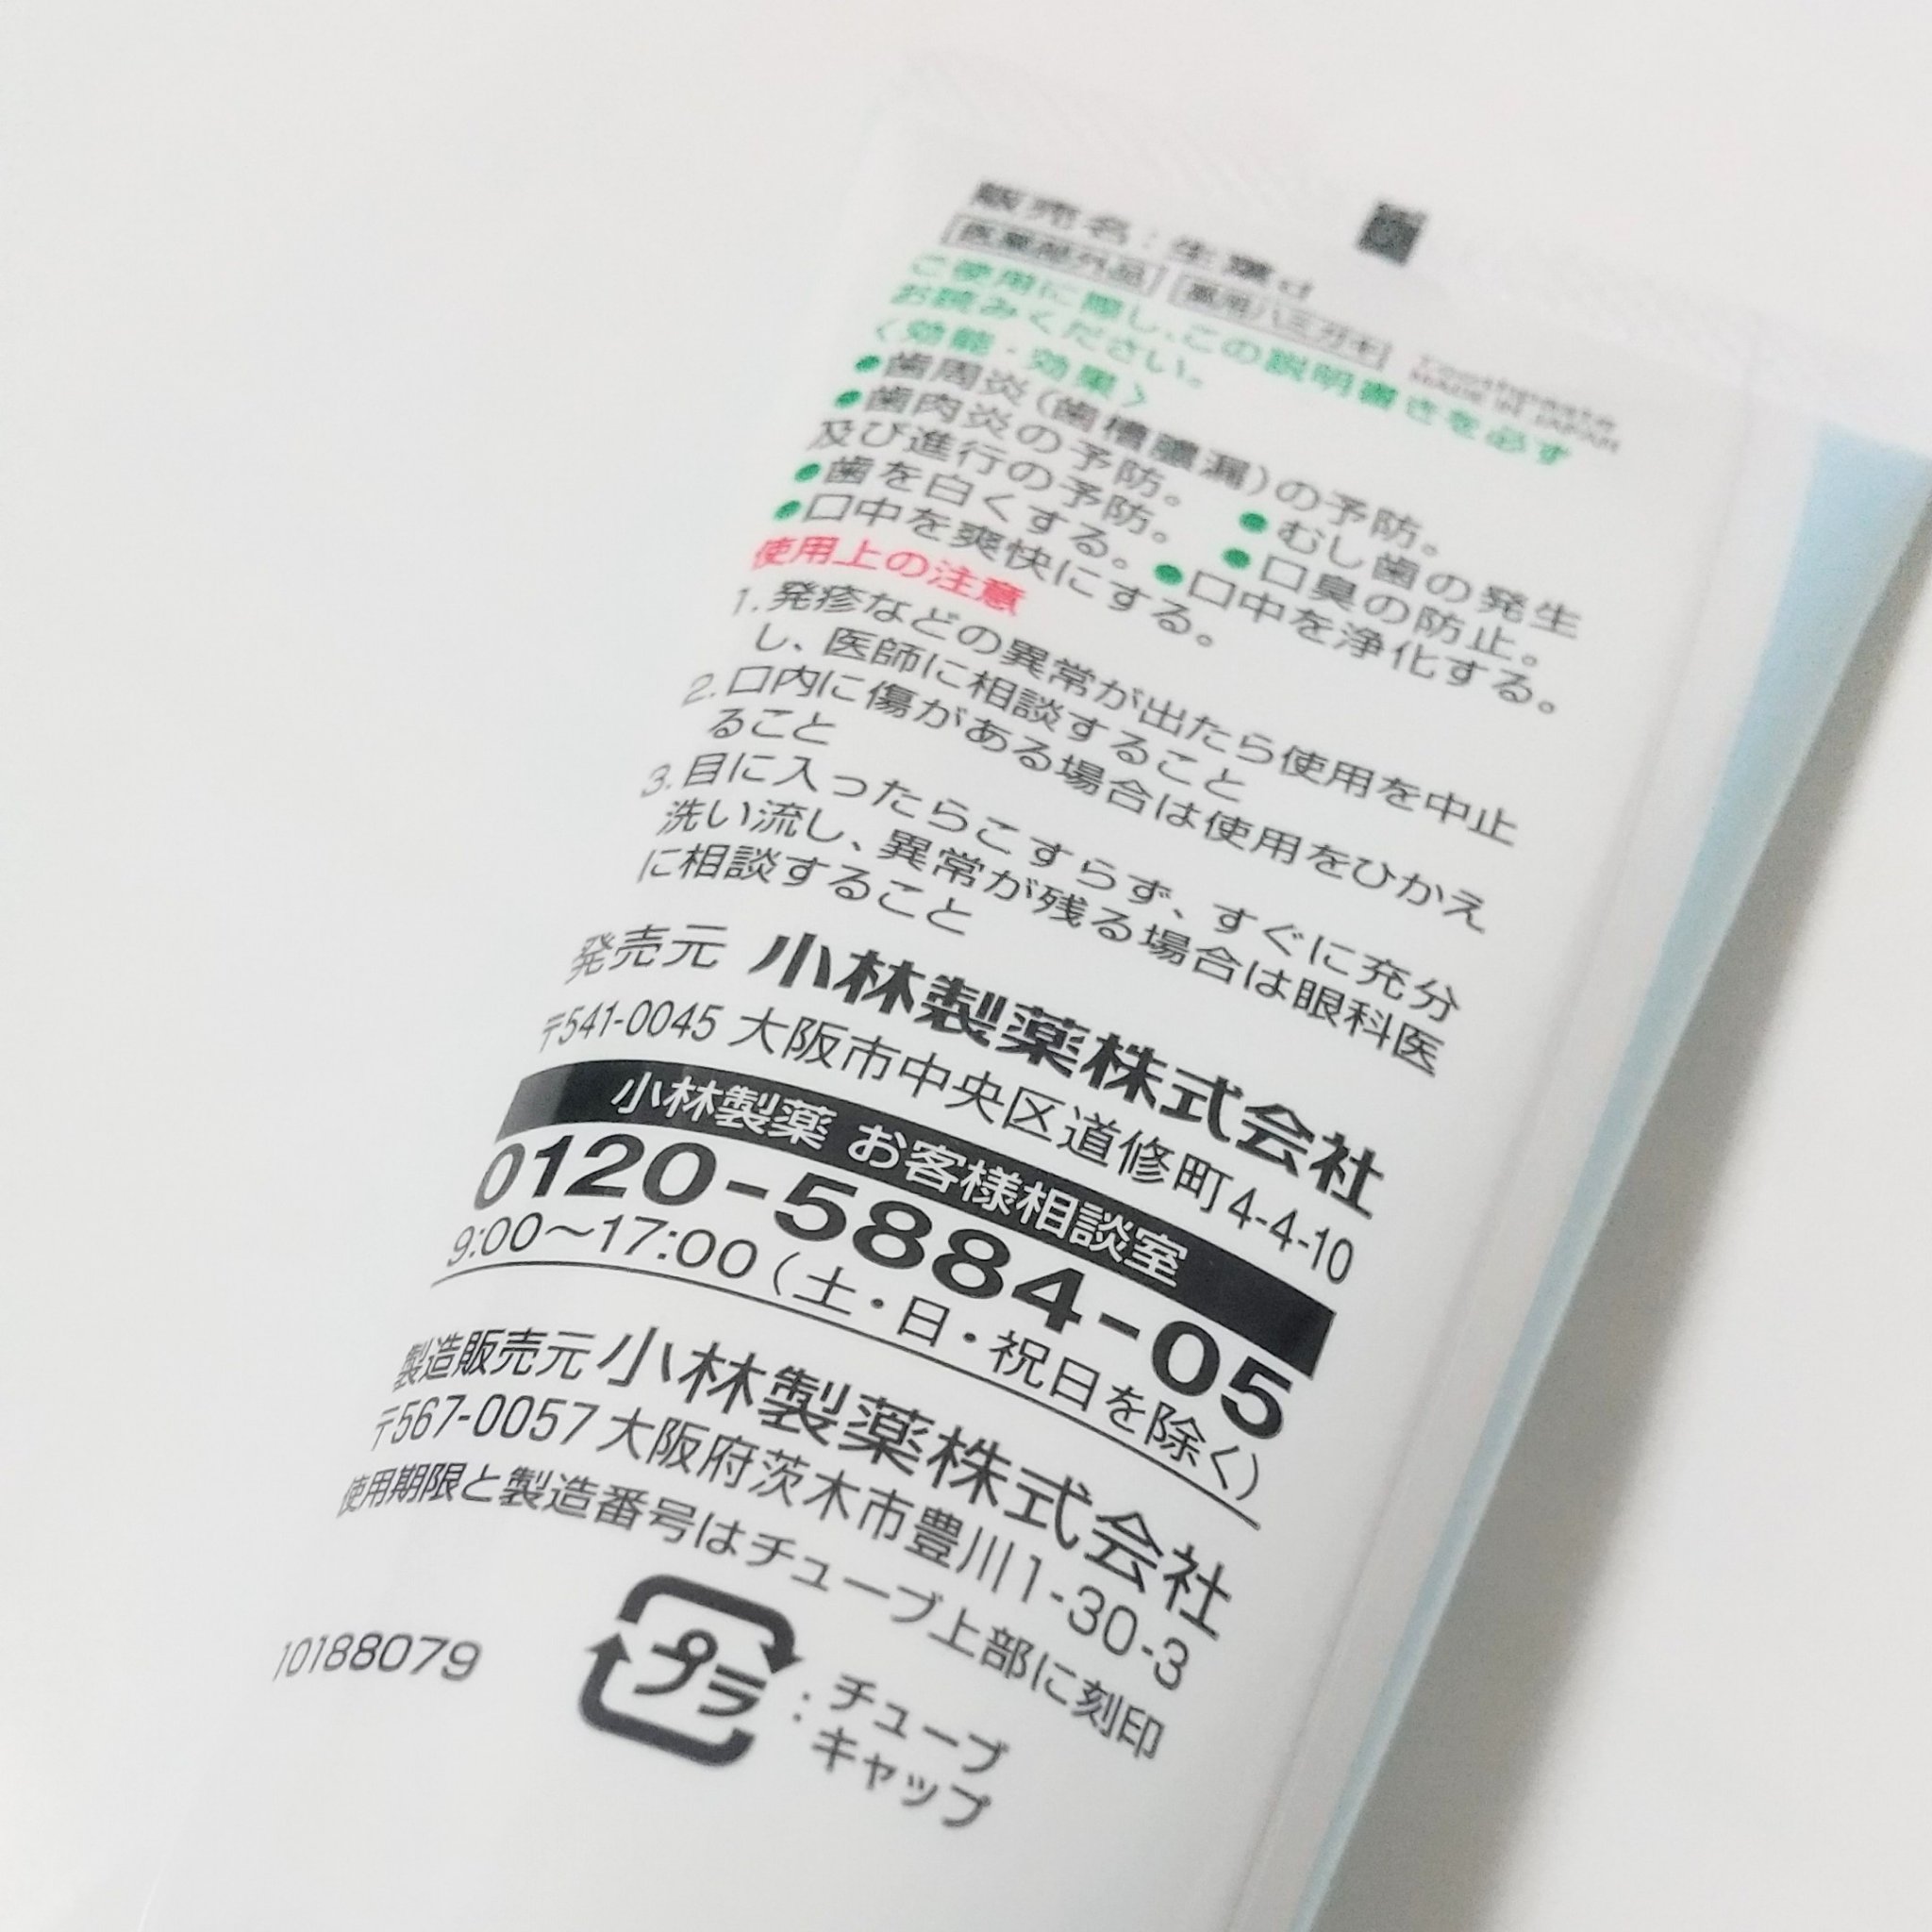 販売名：生葉d
医薬部外品 薬用ハミガキ Toothpaste MADE IN JAPAN
ご使用に際し、この説明書きを必ず
お読みください。
〈効能・効果〉
●歯周炎（歯槽膿漏）の予防。
●歯肉炎の予防。 ●むし歯の発生
及び進行の予防。 ●口臭の防止。
●歯を白くする。 ●口中を浄化する。
●口中を爽快にする。
使用上の注意
1. 発疹などの異常が出たら使用を中止
し、医師に相談すること
2. 口内に傷がある場合は使用をひかえ
ること
3. 目に入ったらこすらず、すぐに充分
洗い流し、異常が残る場合は眼科医
に相談すること
発売元 小林製薬株式会社
〒541-0045 大阪市中央区道修町4-4-10
小林製薬 お客様相談室
0120-5884-05
9:00〜17:00（土・日・祝日を除く）
製造販売元 小林製薬株式会社
〒567-0057 大阪府茨木市豊川1-30-3
使用期限と製造番号はチューブ上部に刻印
プラ ：チューブ
：キャップ
10188079